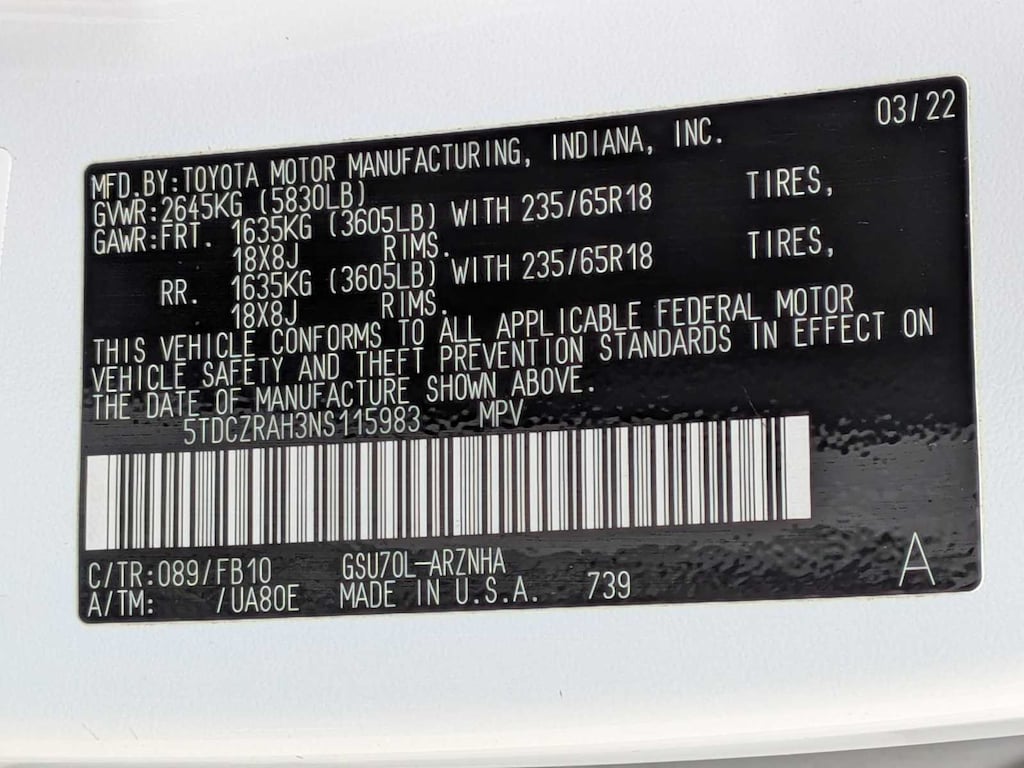 03/22
MFD.BY:TOYOTA MOTOR MANUFACTURING, INDIANA, INC.
GVWR:2645KG (5830LB)
GAWR:FRT. 1635KG (3605LB) WITH 235/65R18 TIRES,
18X8J RIMS.
RR. 1635KG (3605LB) WITH 235/65R18 TIRES,
18X8J RIMS.
THIS VEHICLE CONFORMS TO ALL APPLICABLE FEDERAL MOTOR
VEHICLE SAFETY AND THEFT PREVENTION STANDARDS IN EFFECT ON
THE DATE OF MANUFACTURE SHOWN ABOVE.
5TDCZRAH3NS115983 MPV
C/TR:089/FB10 GSU70L-ARZNHA
A/TM: /UA80E MADE IN U.S.A. 739 A